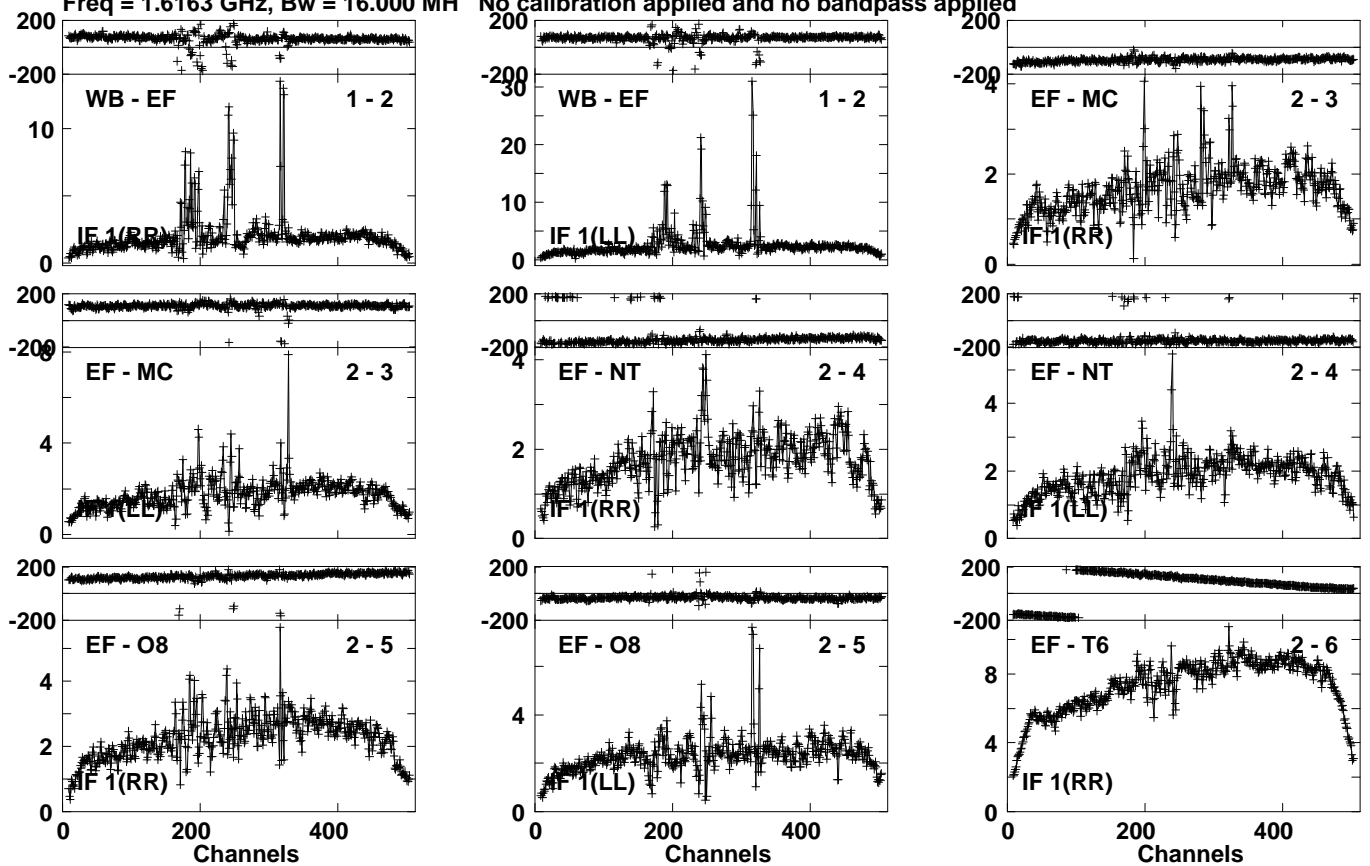 Freq = 1.6163 GHz, Bw = 16.000 MH No calibration applied and no bandpass applied
200
-200
WB - EF 1 - 2
10
IF 1(RR)
0
200
-200
30
WB - EF 1 - 2
20
10
IF 1(LL)
0
200
-200
4
EF - MC 2 - 3
2
IF 1(RR)
0
200
-200
8
EF - MC 2 - 3
4
IF 1(LL)
0
200
-200
4
EF - NT 2 - 4
2
IF 1(RR)
0
200
-200
EF - NT 2 - 4
4
2
IF 1(LL)
0
200
-200
EF - O8 2 - 5
4
2
IF 1(RR)
0
0 200 400
Channels
200
-200
EF - O8 2 - 5
4
IF 1(LL)
0
0 200 400
Channels
200
-200
EF - T6 2 - 6
8
4
IF 1(RR)
0
0 200 400
Channels